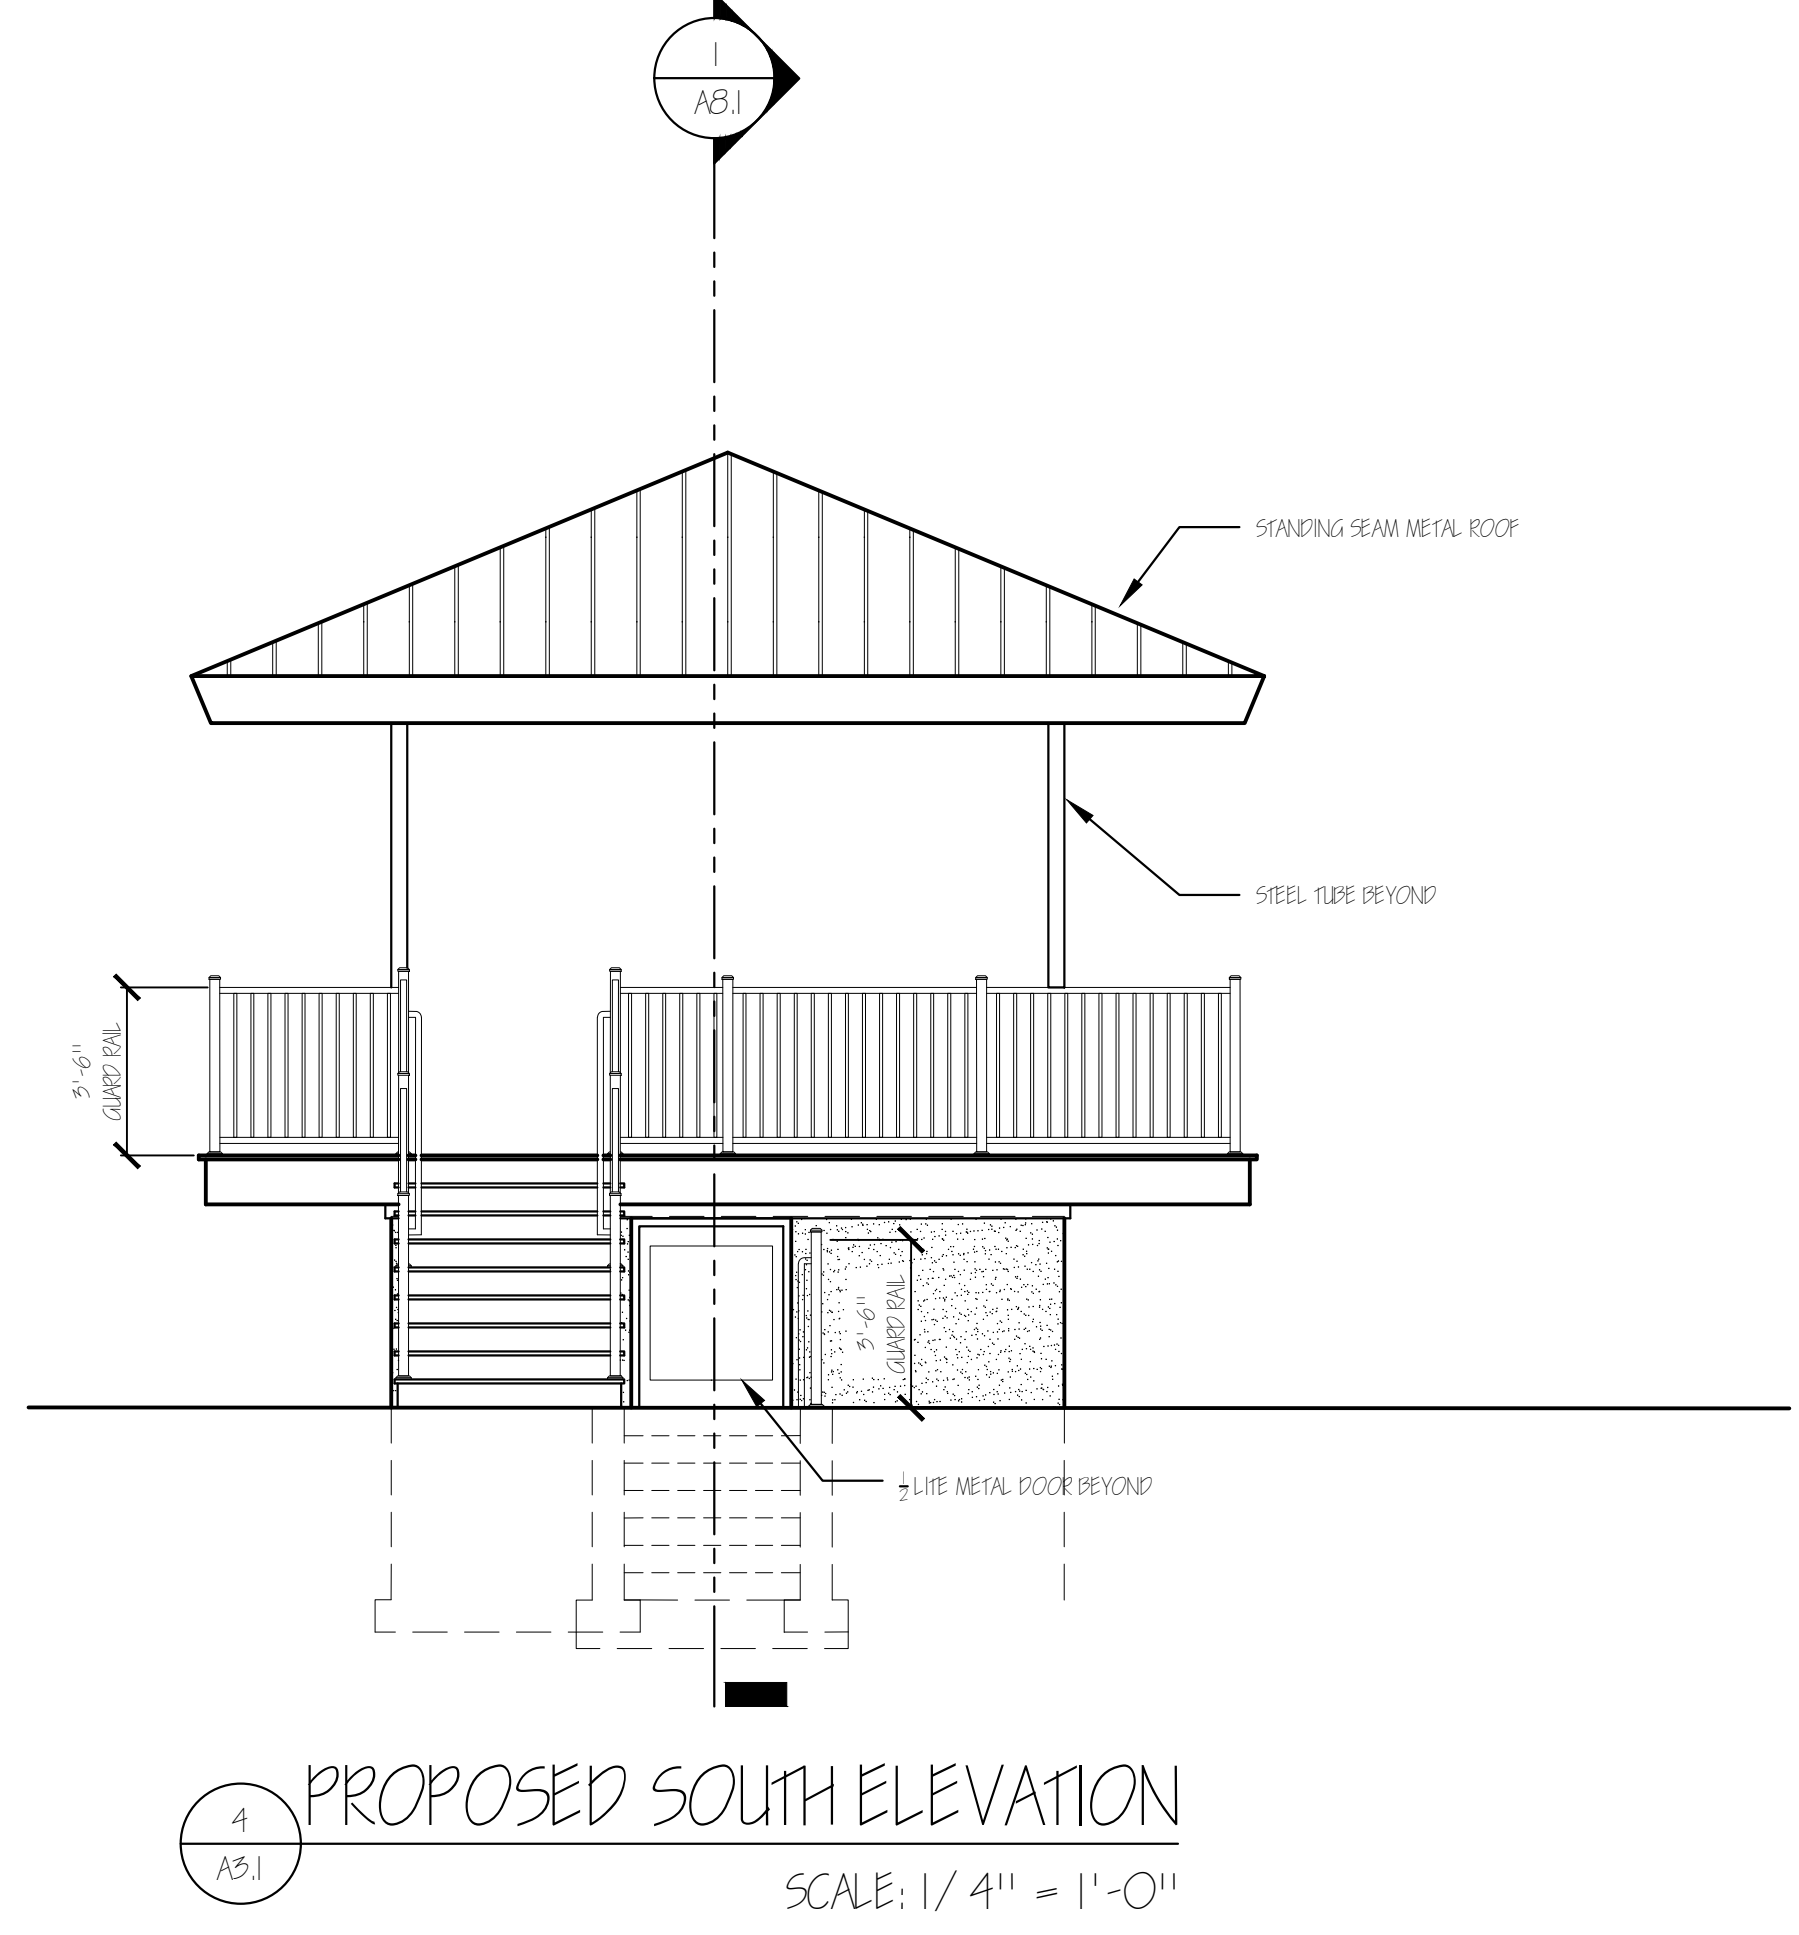 1
A8.1
STANDING SEAM METAL ROOF
STEEL TUBE BEYOND
3'-6"
GUARD RAIL
3'-6"
GUARD RAIL
½ LITE METAL DOOR BEYOND
PROPOSED SOUTH ELEVATION
4
A3.1
SCALE: 1/4" = 1'-0"